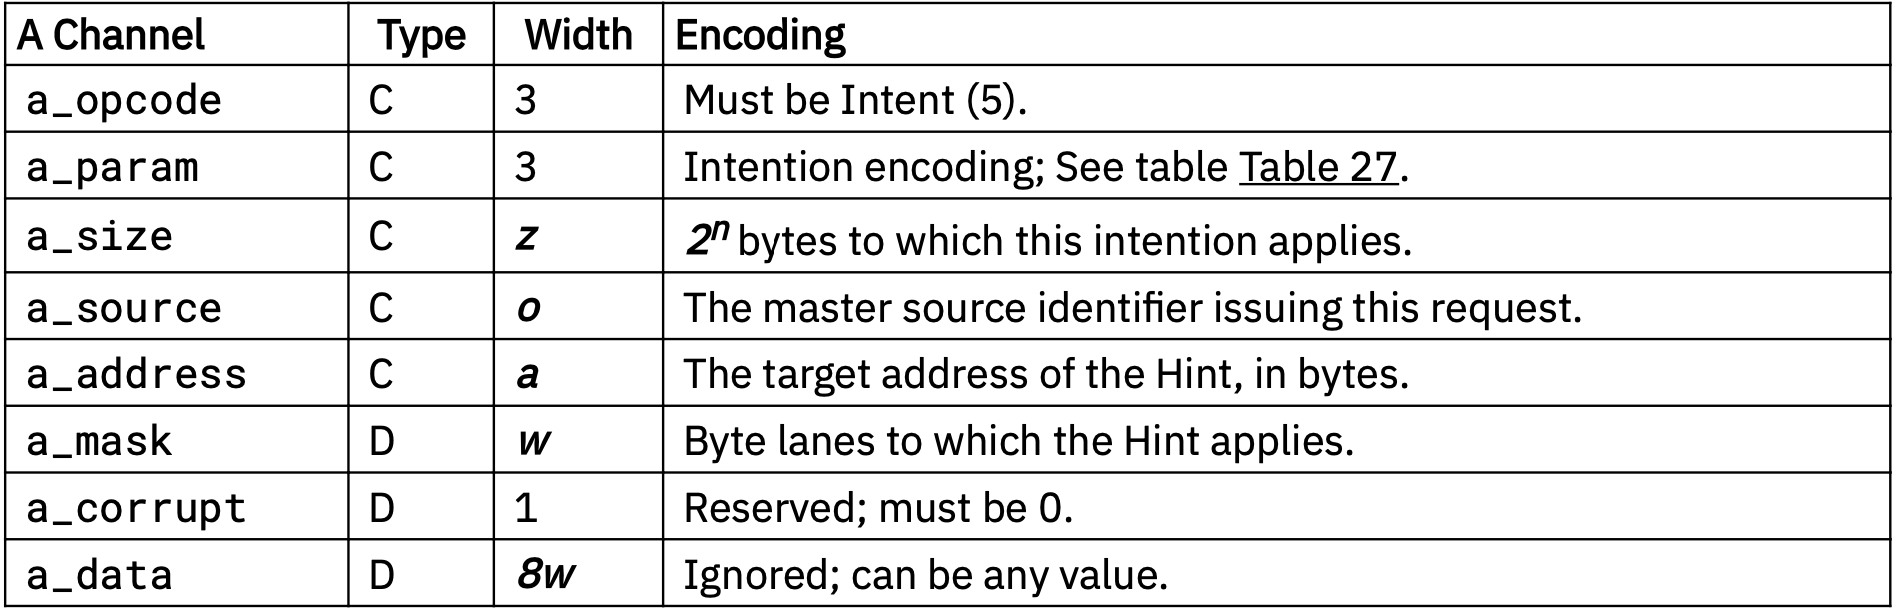 A Channel Type Width Encoding
a_opcode C 3 Must be Intent (5).
a_param C 3 Intention encoding; See table Table 27.
a_size C z 2ⁿ bytes to which this intention applies.
a_source C o The master source identifier issuing this request.
a_address C a The target address of the Hint, in bytes.
a_mask D w Byte lanes to which the Hint applies.
a_corrupt D 1 Reserved; must be 0.
a_data D 8w Ignored; can be any value.